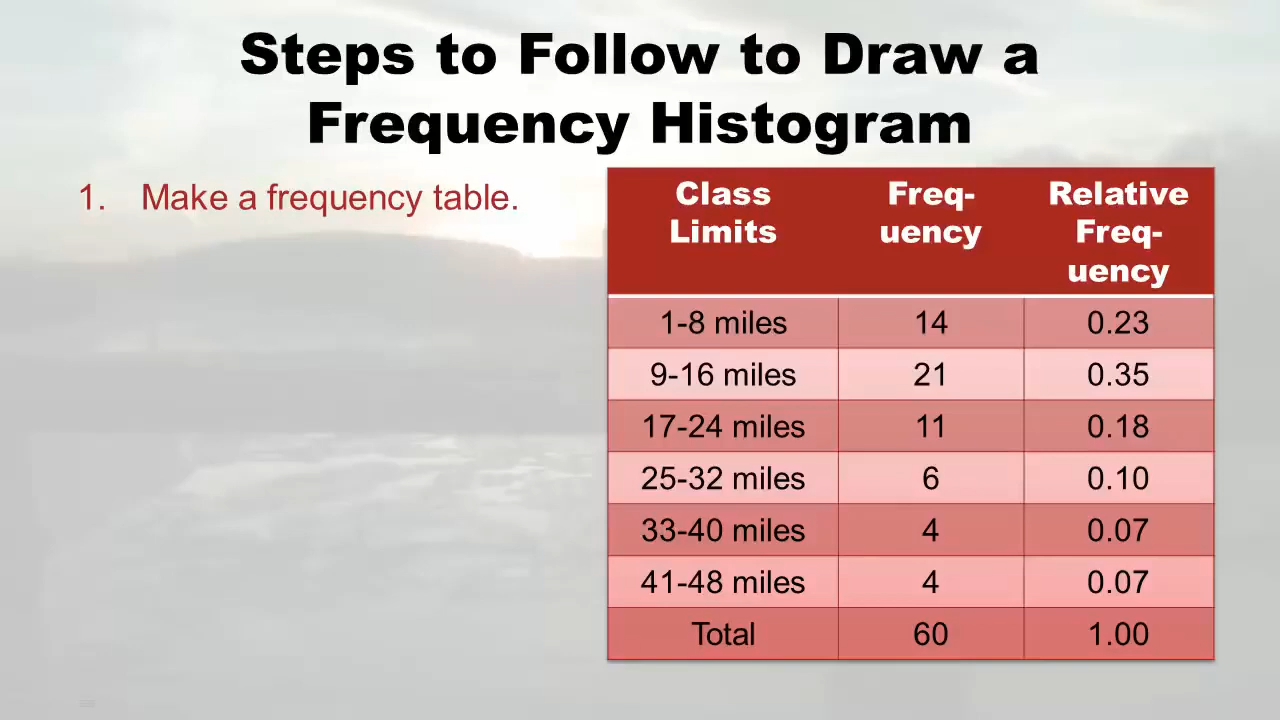 Steps to Follow to Draw a
Frequency Histogram
1. Make a frequency table.
Class Limits Freq-uency Relative Freq-uency
1-8 miles 14 0.23
9-16 miles 21 0.35
17-24 miles 11 0.18
25-32 miles 6 0.10
33-40 miles 4 0.07
41-48 miles 4 0.07
Total 60 1.00